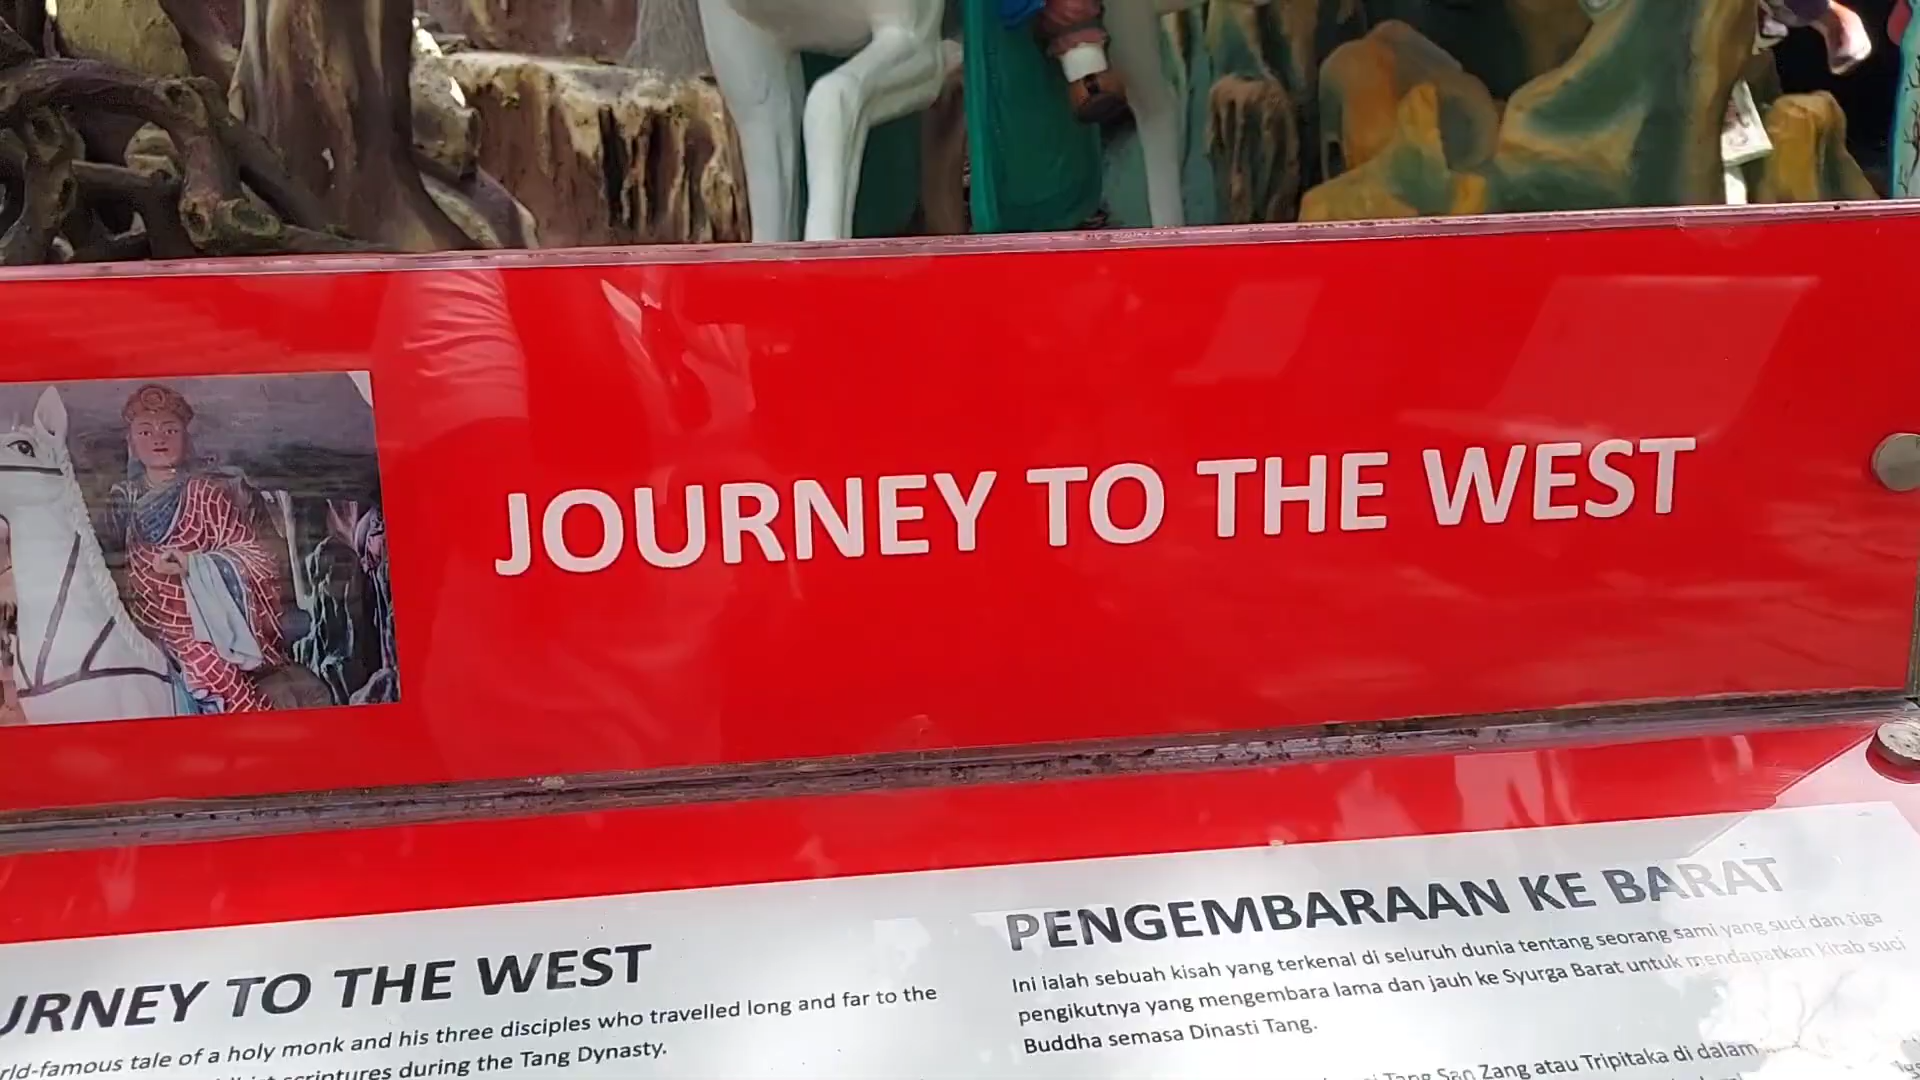 JOURNEY TO THE WEST
URNEY TO THE WEST
rld-famous tale of a holy monk and his three disciples who travelled long and far to the
scriptures during the Tang Dynasty.
PENGEMBARAAN KE BARAT
Ini ialah sebuah kisah yang terkenal di seluruh dunia tentang seorang sami yang suci dan tiga
pengikutnya yang mengembara lama dan jauh ke Syurga Barat untuk mendapatkan kitab suci
Buddha semasa Dinasti Tang.
Tang San Zang atau Tripitaka di dalam